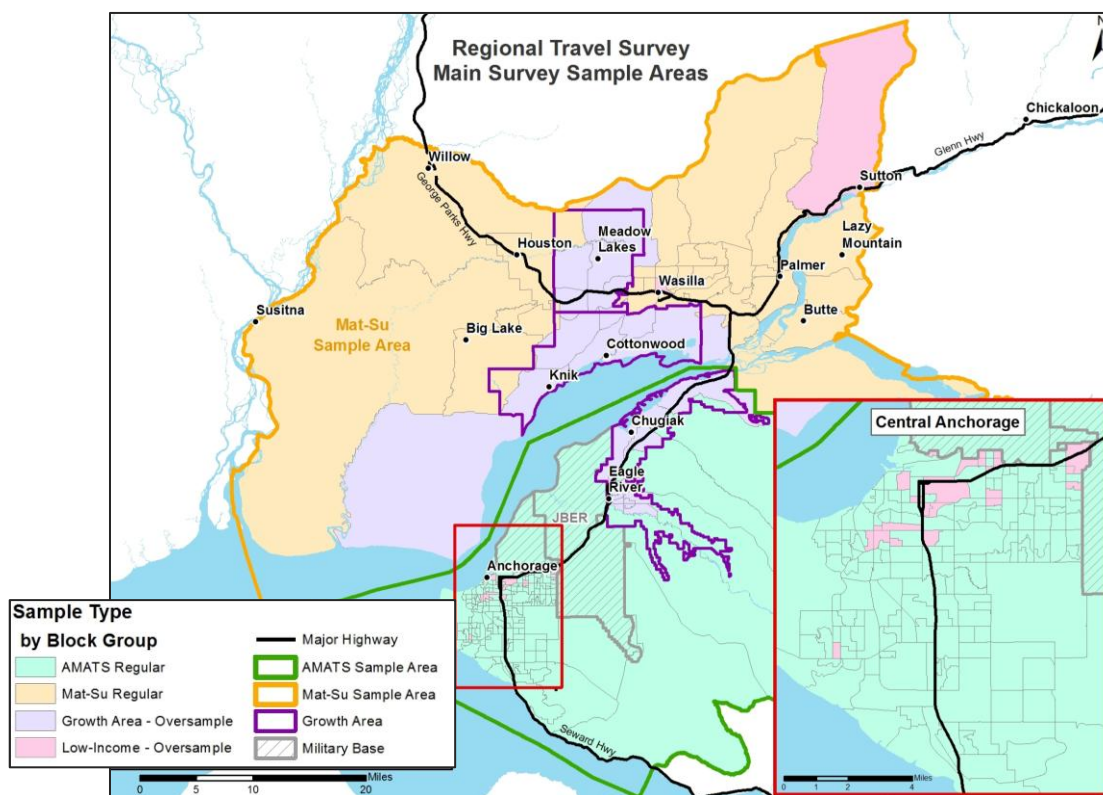 Regional Travel Survey
Main Survey Sample Areas
N
Chickaloon
Glenn Hwy
Willow
George Parks Hwy
Sutton
Meadow
Lakes
Lazy
Mountain
Houston
Palmer
Wasilla
Susitna
Butte
Mat-Su
Sample Area
Big Lake
Cottonwood
Knik
Chugiak
Central Anchorage
Eagle
River
JBER
Anchorage
Seward Hwy
Sample Type
by Block Group
AMATS Regular
Mat-Su Regular
Growth Area - Oversample
Low-Income - Oversample
Major Highway
AMATS Sample Area
Mat-Su Sample Area
Growth Area
Military Base
Miles
0 5 10 20
Miles
0 1 2 4